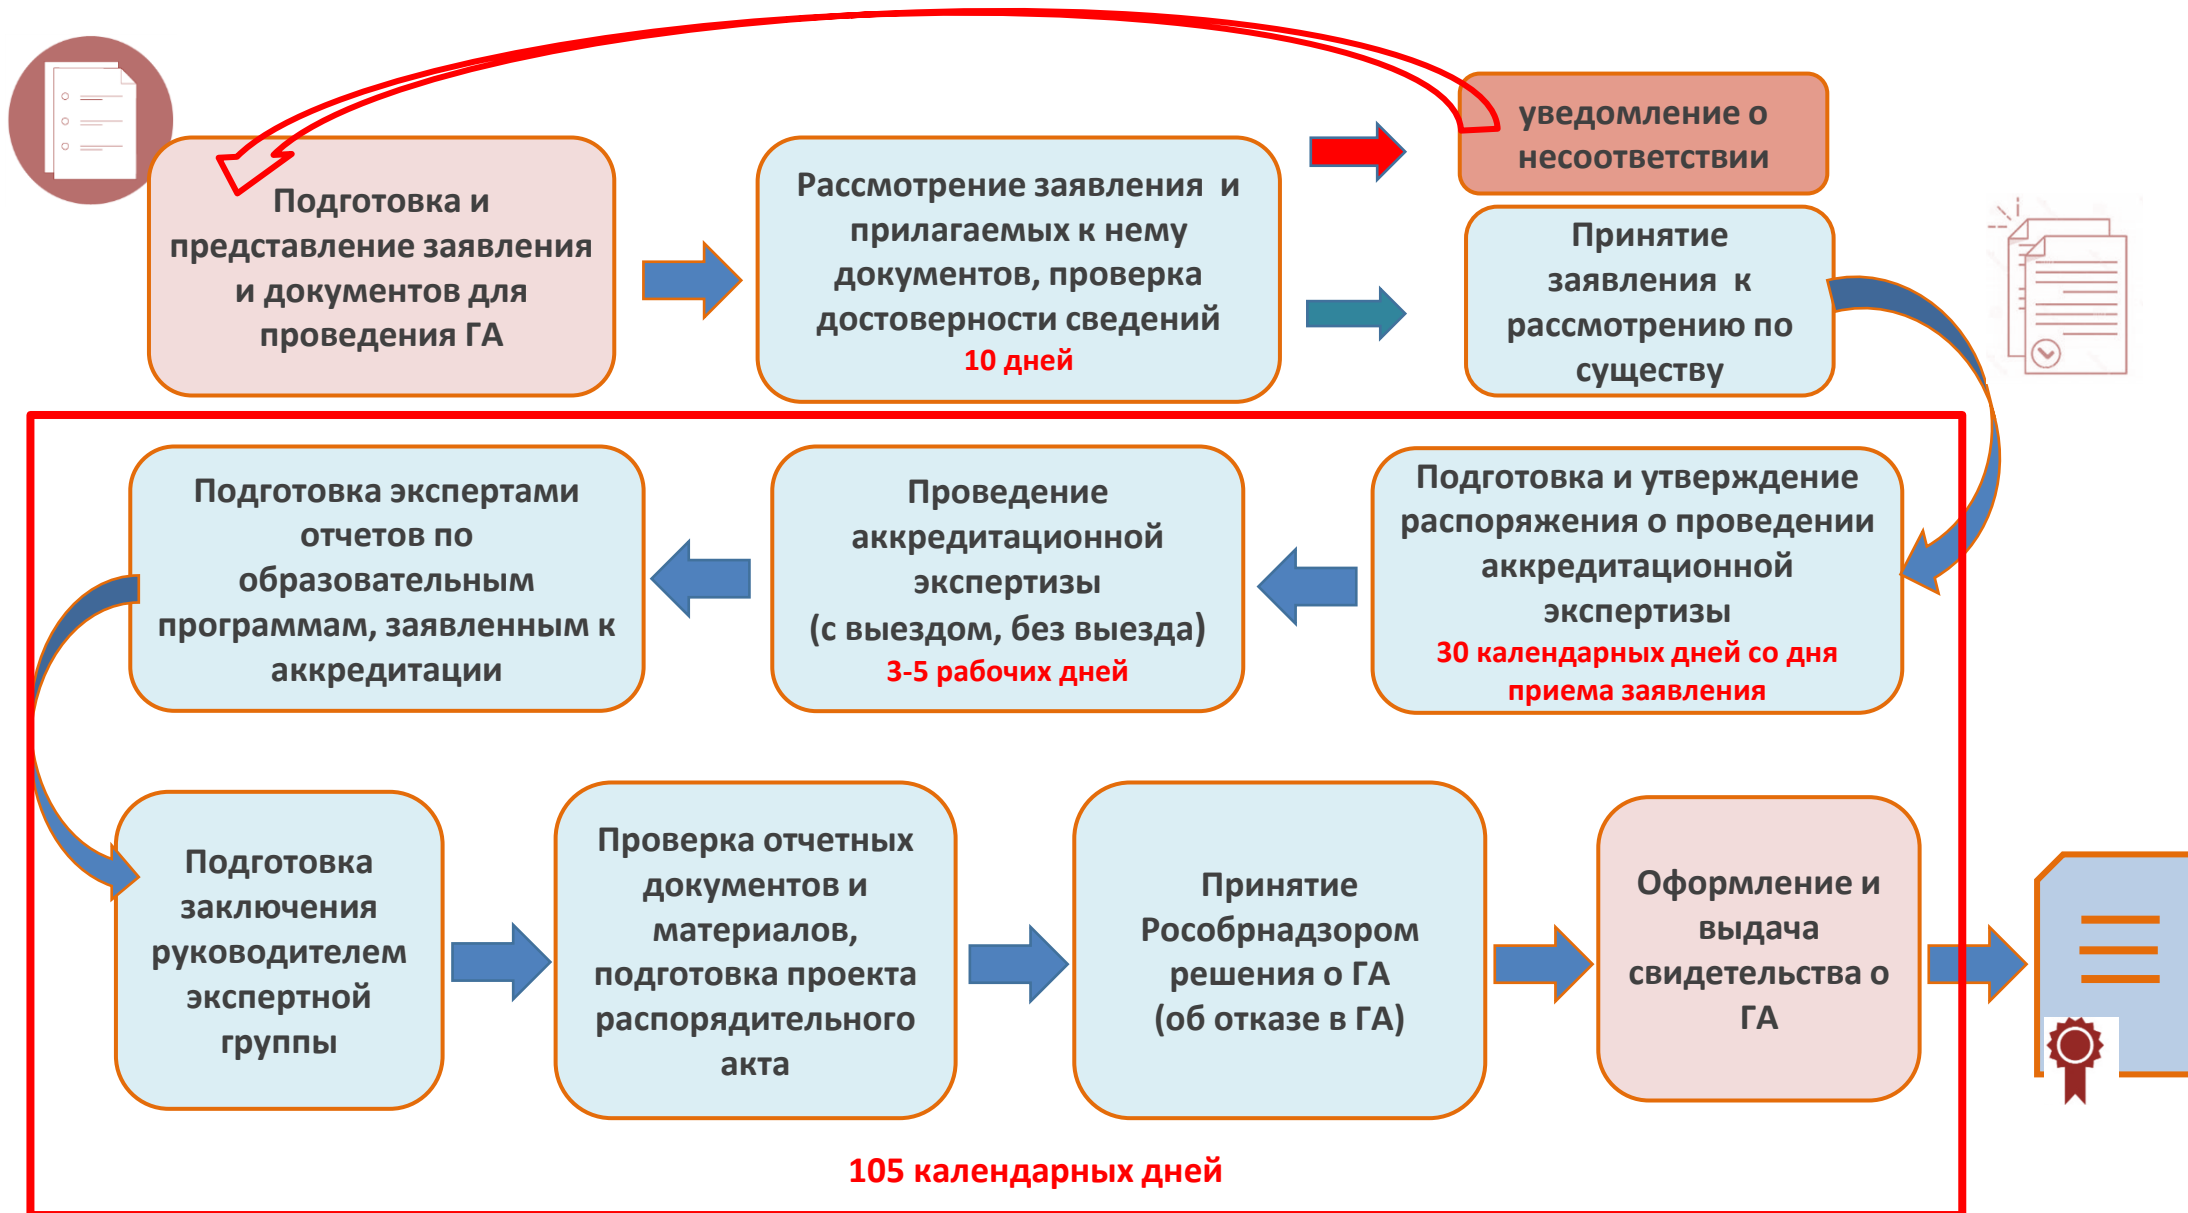 Подготовка и
представление заявления
и документов для
проведения ГА
Рассмотрение заявления и
прилагаемых к нему
документов, проверка
достоверности сведений
10 дней
уведомление о
несоответствии
Принятие
заявления к
рассмотрению по
существу
Подготовка и утверждение
распоряжения о проведении
аккредитационной
экспертизы
30 календарных дней со дня
приема заявления
Проведение
аккредитационной
экспертизы
(с выездом, без выезда)
3-5 рабочих дней
Подготовка экспертами
отчетов по
образовательным
программам, заявленным к
аккредитации
Подготовка
заключения
руководителем
экспертной
группы
Проверка отчетных
документов и
материалов,
подготовка проекта
распорядительного
акта
Принятие
Рособрнадзором
решения о ГА
(об отказе в ГА)
Оформление и
выдача
свидетельства о
ГА
105 календарных дней